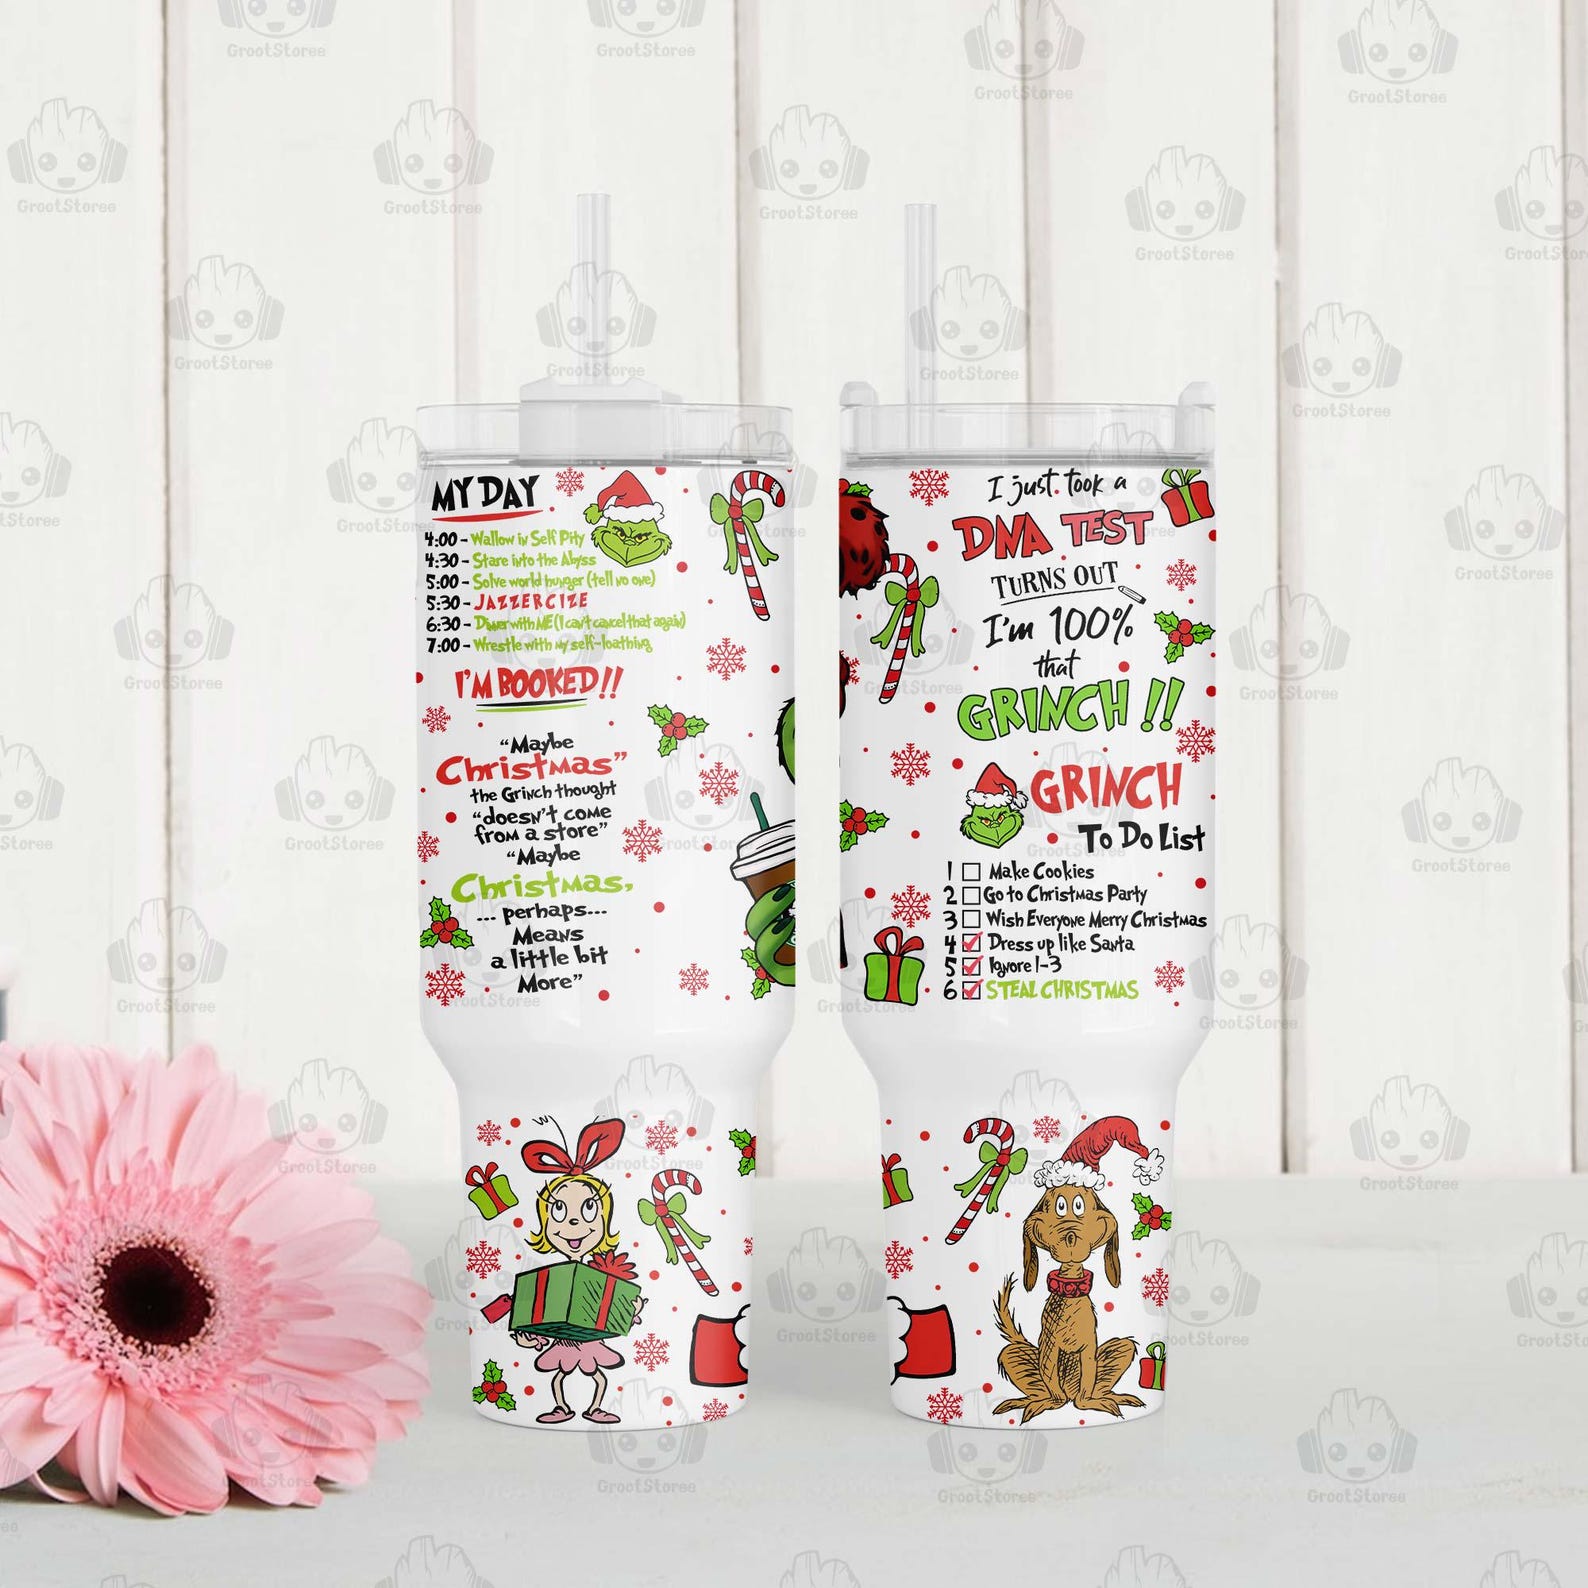 MY DAY
4:00 - Wallow in Self Pity
4:30 - Stare into the Abyss
5:00 - Solve world hunger (tell no one)
5:30 - JAZZERCIZE
6:30 - Dinner with ME (I can't cancel that again)
7:00 - Wrestle with my self-loathing
I'M BOOKED!!
"Maybe
Christmas"
the Grinch thought
"doesn't come
from a store"
"Maybe
Christmas,
... perhaps...
Means
a little bit
More"
I just took a
DNA TEST
TURNS OUT
I'm 100%
that
GRINCH !!
GRINCH
To Do List
1 Make Cookies
2 Go to Christmas Party
3 Wish Everyone Merry Christmas
4 Dress up like Santa
5 Ignore 1-3
6 STEAL CHRISTMAS
GrootStoree